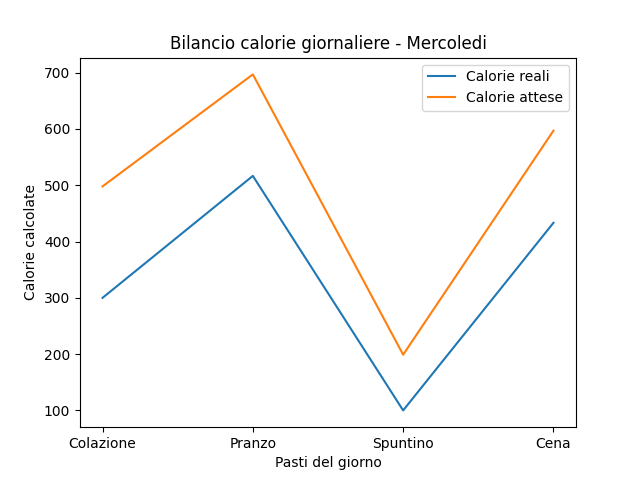 Bilancio calorie giornaliere - Mercoledi
Calorie reali
Calorie attese
700
600
500
400
300
200
100
Calorie calcolate
Colazione Pranzo Spuntino Cena
Pasti del giorno